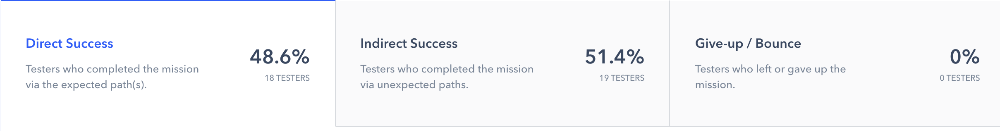 Direct Success
Testers who completed the mission
via the expected path(s).
48.6%
18 TESTERS
Indirect Success
Testers who completed the mission
via unexpected paths.
51.4%
19 TESTERS
Give-up / Bounce
Testers who left or gave up the
mission.
0%
0 TESTERS